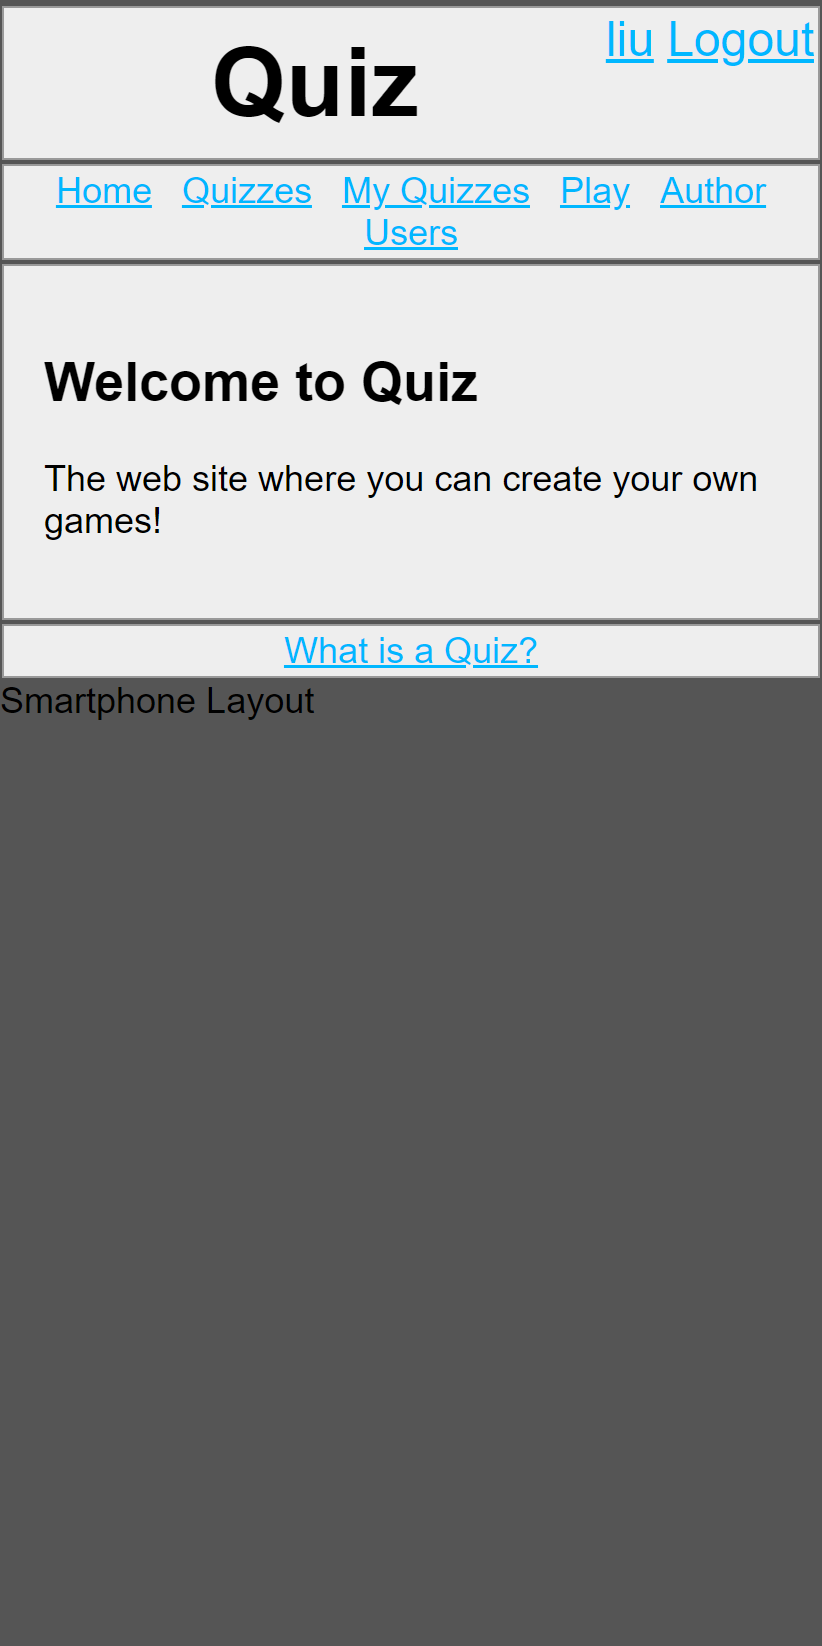 liu Logout
Quiz
Home Quizzes My Quizzes Play Author
Users
Welcome to Quiz
The web site where you can create your own
games!
What is a Quiz?
Smartphone Layout